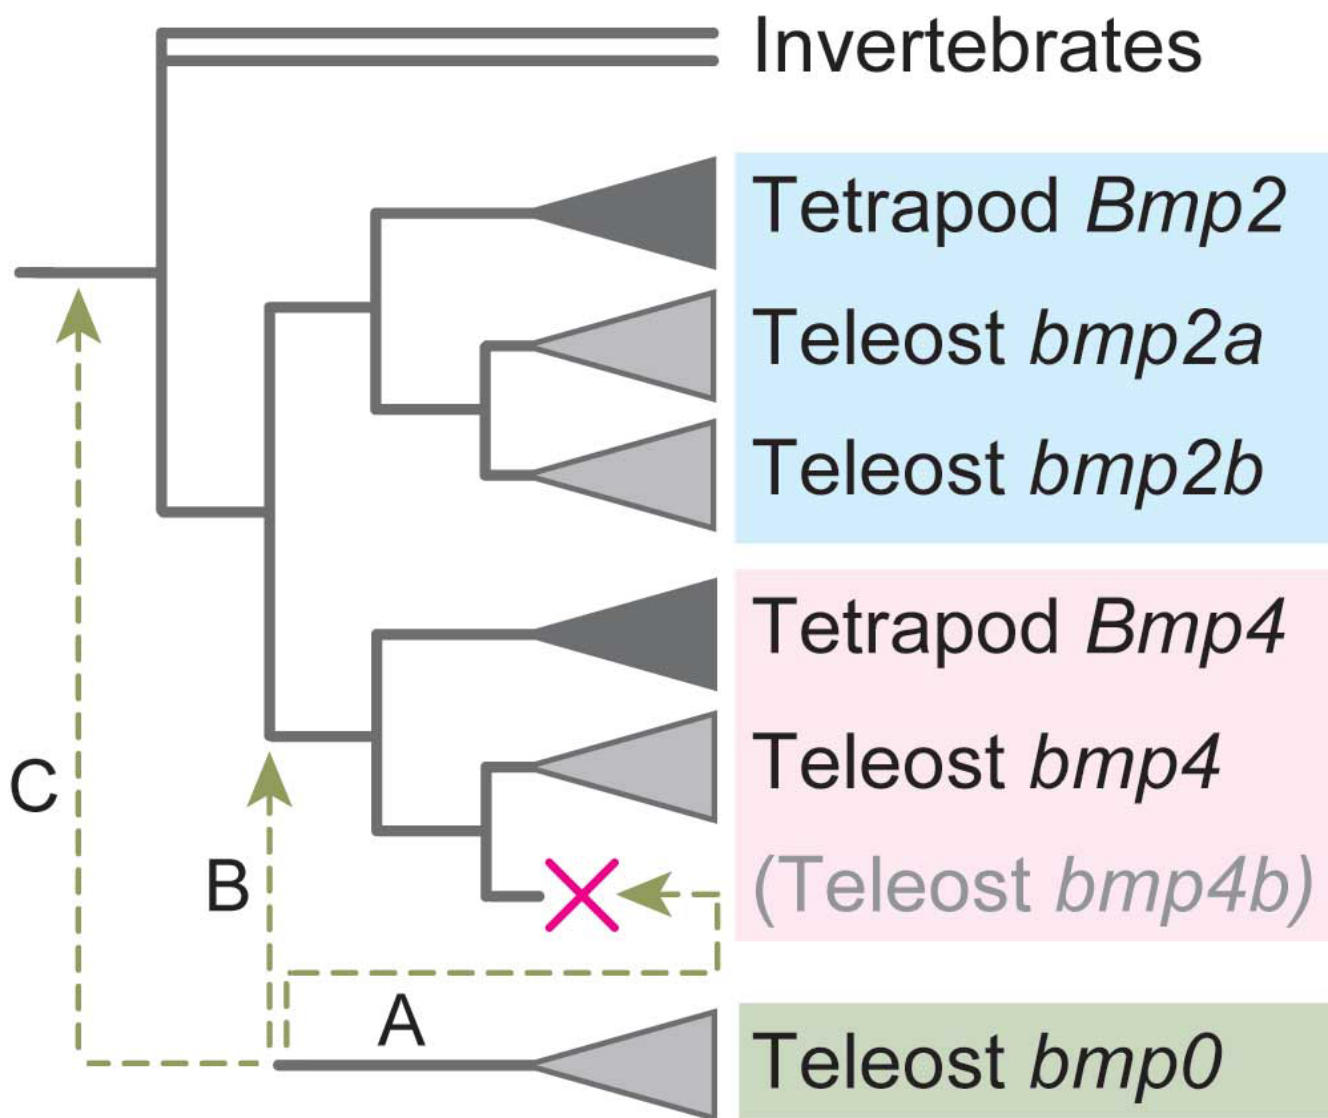 Invertebrates
Tetrapod Bmp2
Teleost bmp2a
Teleost bmp2b
Tetrapod Bmp4
Teleost bmp4
C
B
(Teleost bmp4b)
A
Teleost bmp0